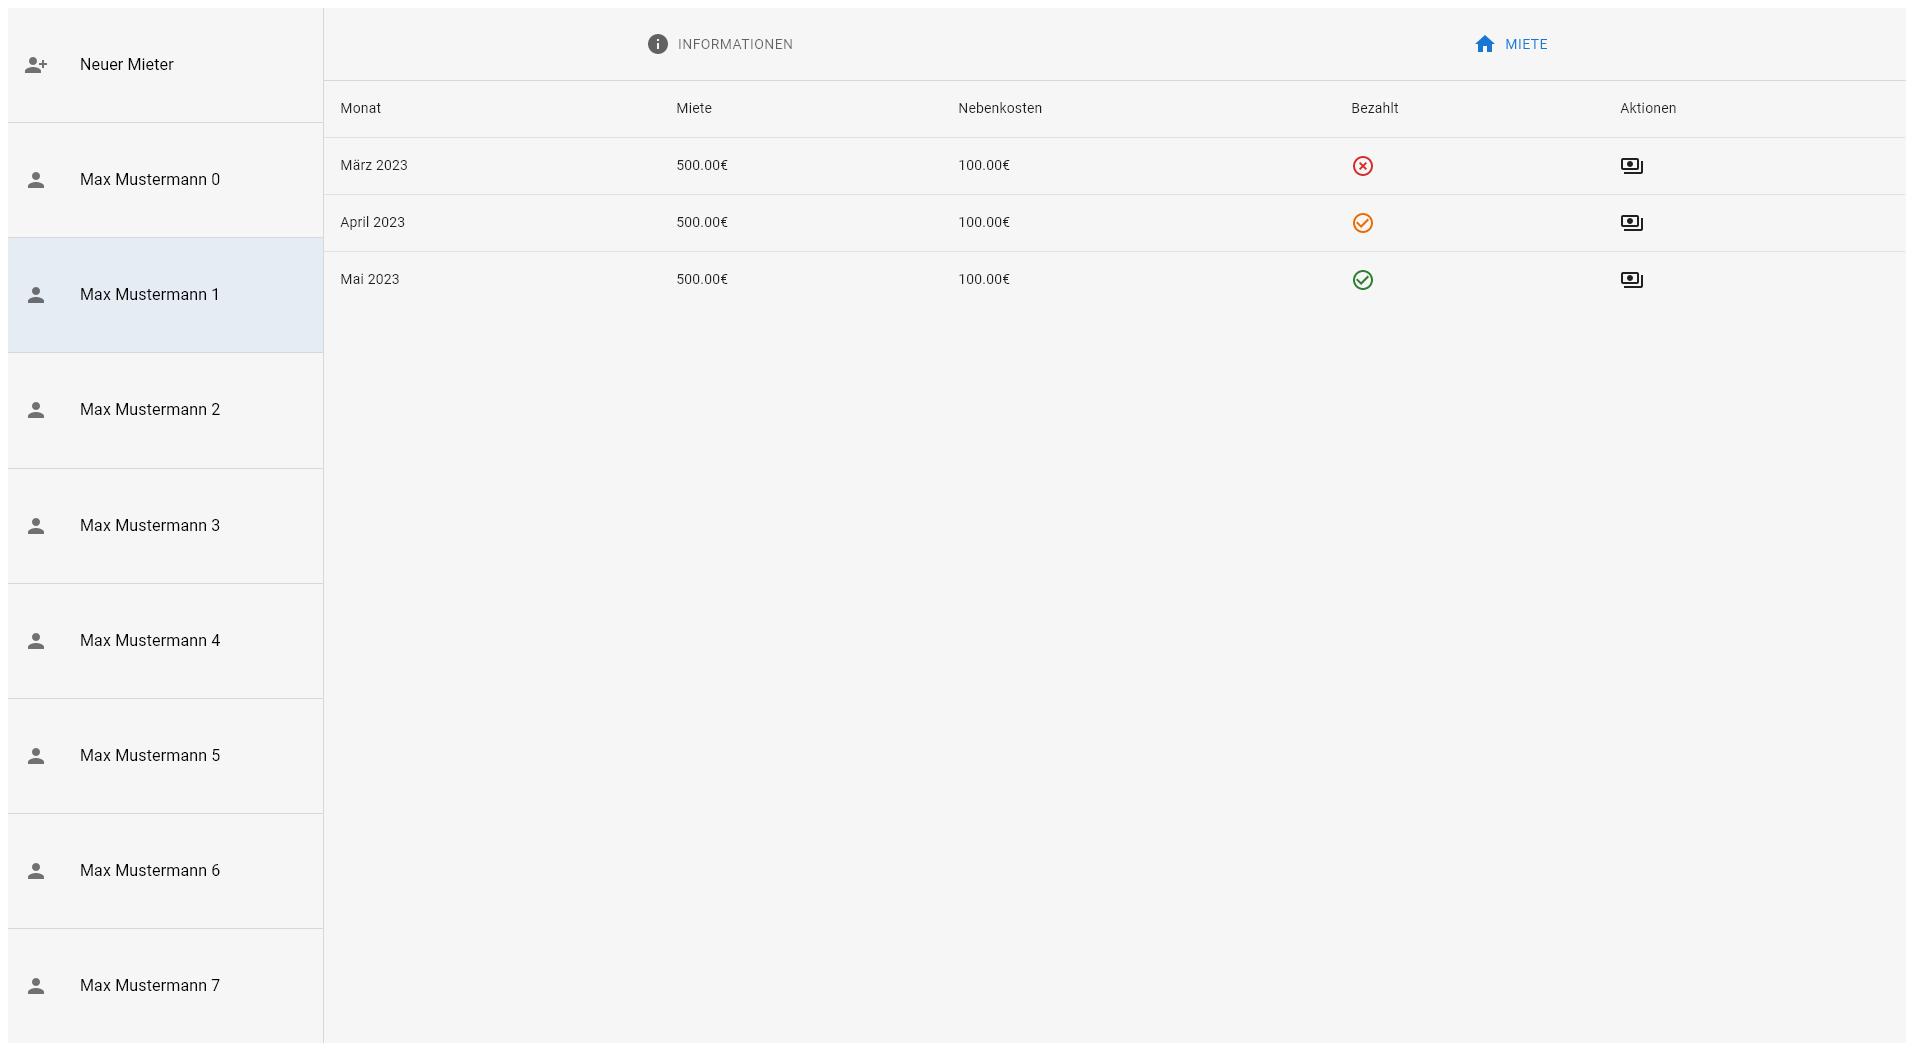 Neuer Mieter
Max Mustermann 0
Max Mustermann 1
Max Mustermann 2
Max Mustermann 3
Max Mustermann 4
Max Mustermann 5
Max Mustermann 6
Max Mustermann 7
INFORMATIONEN MIETE
Monat Miete Nebenkosten Bezahlt Aktionen
März 2023 500.00€ 100.00€
April 2023 500.00€ 100.00€
Mai 2023 500.00€ 100.00€